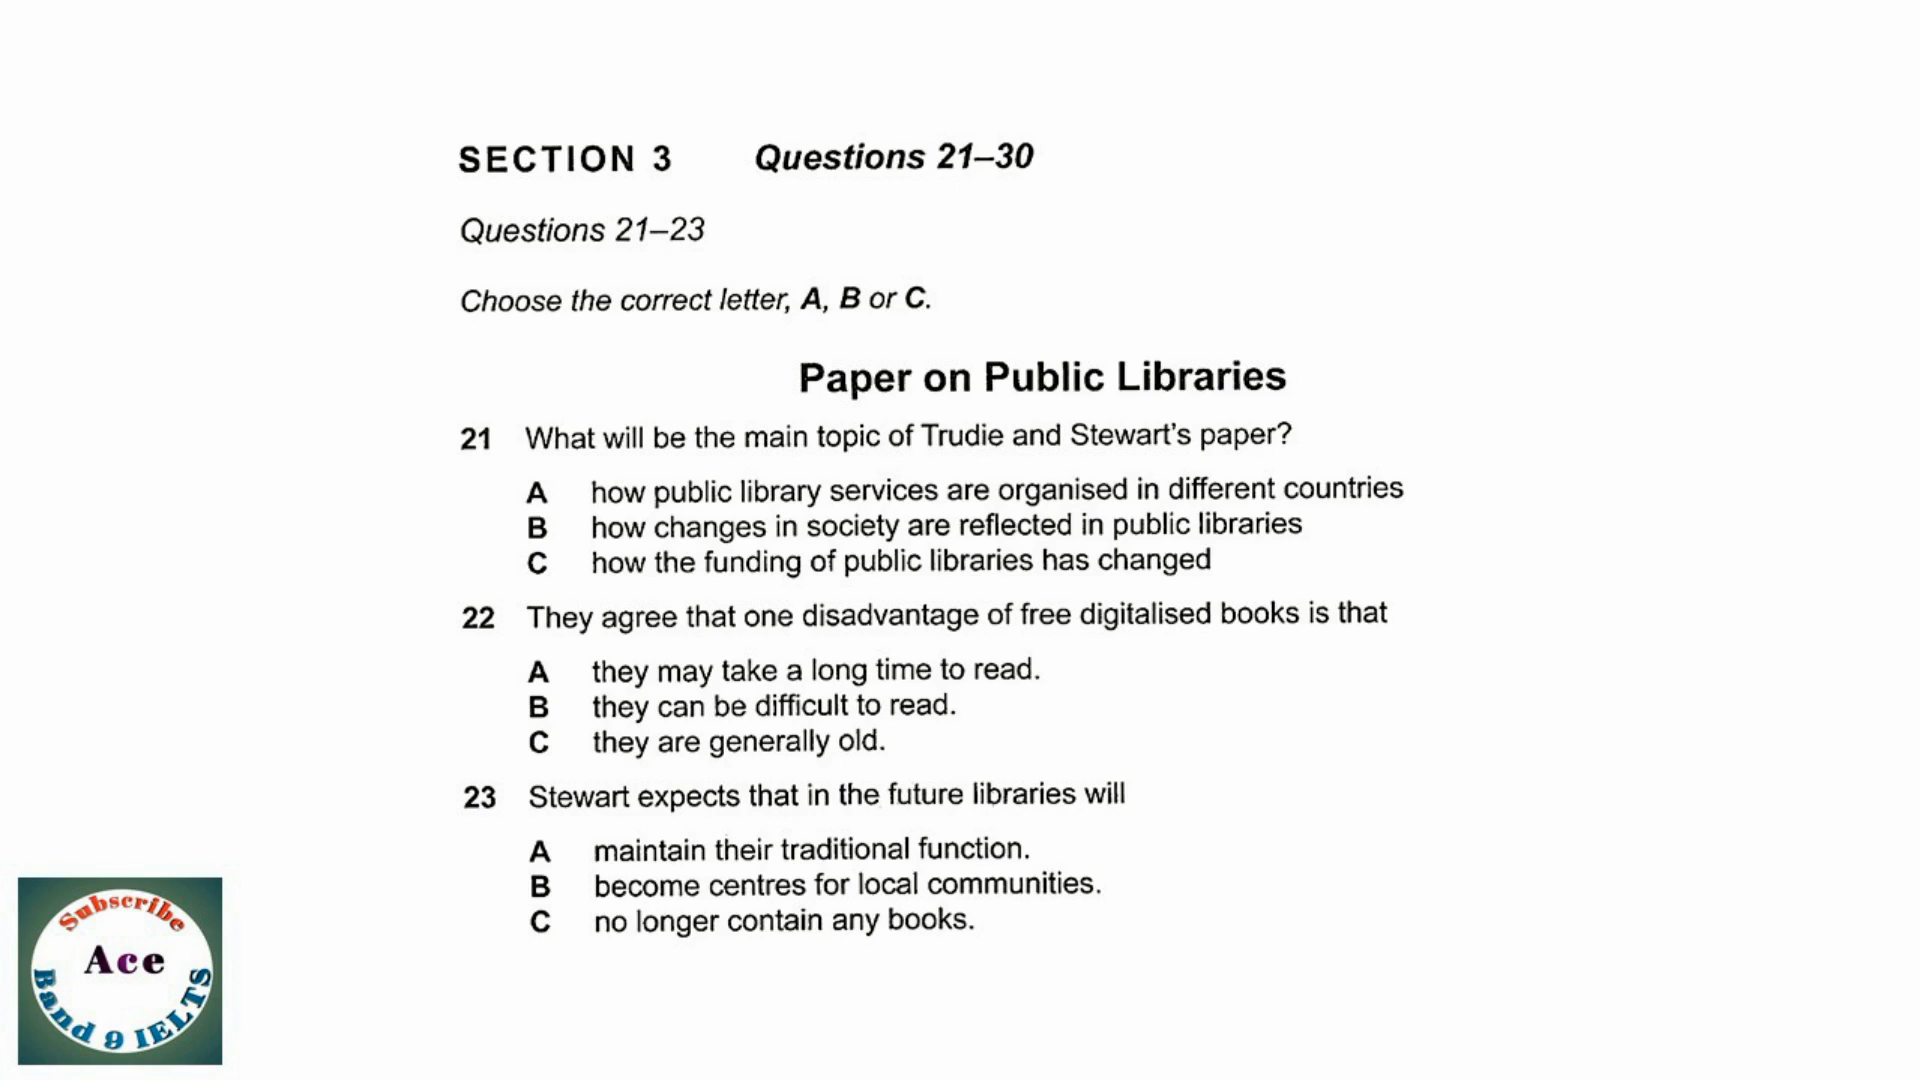 SECTION 3 Questions 21–30
Questions 21–23
Choose the correct letter, A, B or C.
Paper on Public Libraries
21 What will be the main topic of Trudie and Stewart's paper?
A how public library services are organised in different countries
B how changes in society are reflected in public libraries
C how the funding of public libraries has changed
22 They agree that one disadvantage of free digitalised books is that
A they may take a long time to read.
B they can be difficult to read.
C they are generally old.
23 Stewart expects that in the future libraries will
A maintain their traditional function.
B become centres for local communities.
C no longer contain any books.
Subscribe
Ace
Band 9 IELTS